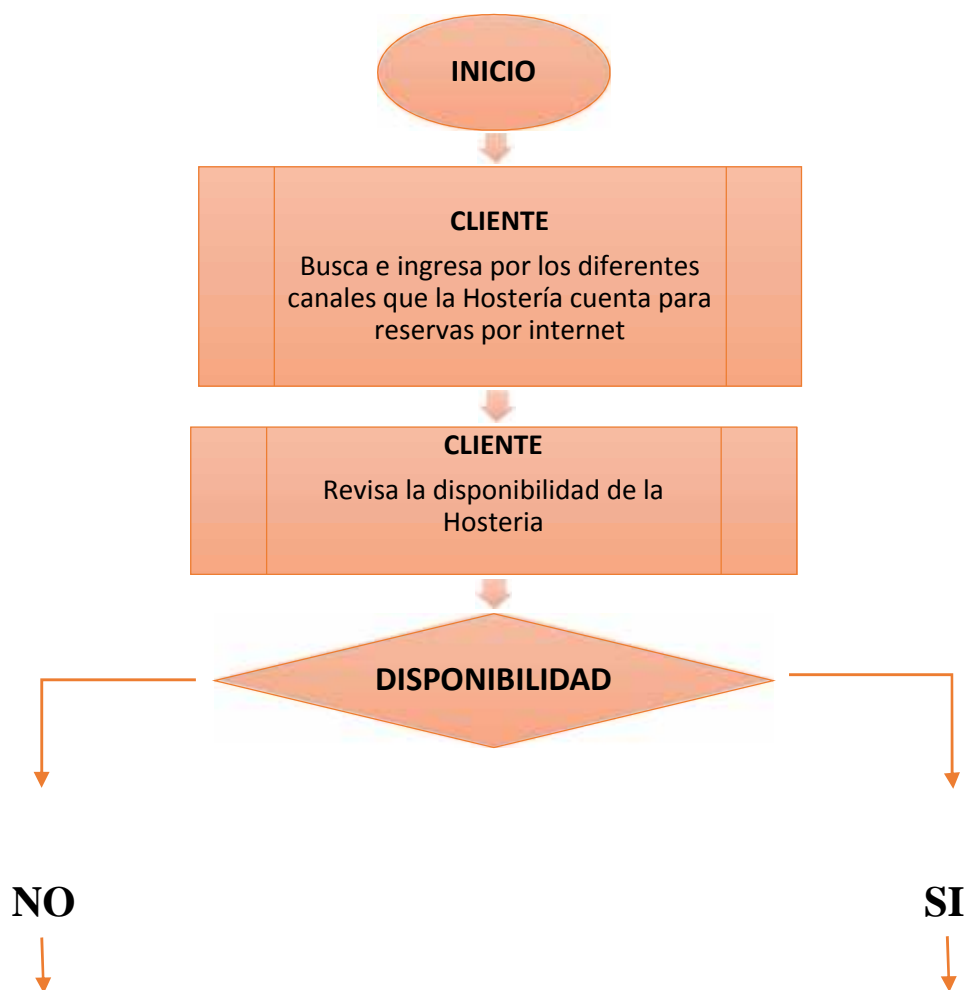 INICIO
CLIENTE
Busca e ingresa por los diferentes
canales que la Hostería cuenta para
reservas por internet
CLIENTE
Revisa la disponibilidad de la
Hosteria
DISPONIBILIDAD
NO
SI